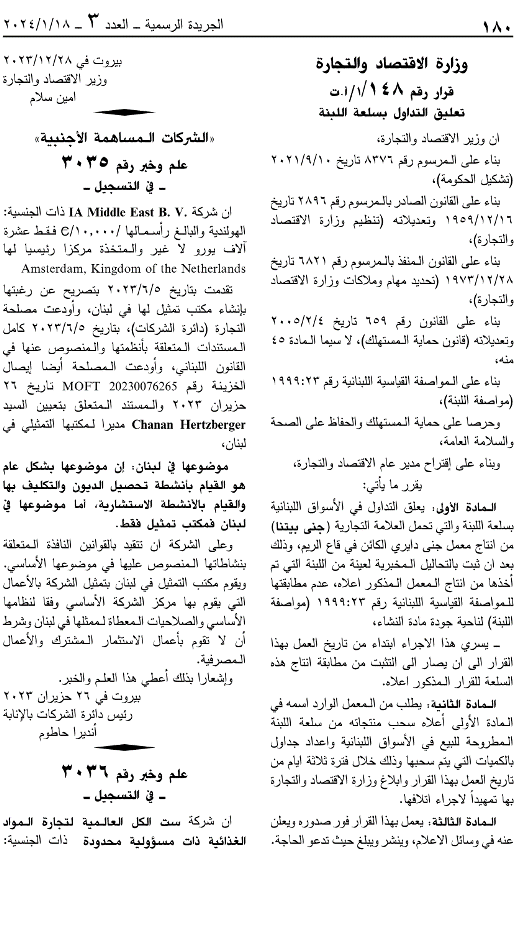 ١٨٠
الجريدة الرسمية ــ العدد ٣ ــ ٢٠٢٤/١/١٨
وزارة الاقتصاد والتجارة
قرار رقم ١٤٨/أ/أ.ت
تعليق التداول بسلعة اللبنة
ان وزير الاقتصاد والتجارة،
بناء على المرسوم رقم ٨٣٧٦ تاريخ ٢٠٢١/٩/١٠
(تشكيل الحكومة)،
بناء على القانون الصادر بالمرسوم رقم ٢٨٩٦ تاريخ
١٩٥٩/١٢/١٦ وتعديلاته (تنظيم وزارة الاقتصاد
والتجارة)،
بناء على القانون المنفذ بالمرسوم رقم ٦٨٢١ تاريخ
١٩٧٣/١٢/٢٨ (تحديد مهام وملاكات وزارة الاقتصاد
والتجارة)،
بناء على القانون رقم ٦٥٩ تاريخ ٢٠٠٥/٢/٤
وتعديلاته (قانون حماية المستهلك)، لا سيما المادة ٤٥
منه،
بناء على المواصفة القياسية اللبنانية رقم ١٩٩٩:٢٣
(مواصفة اللبنة)،
وحرصا على حماية المستهلك والحفاظ على الصحة
والسلامة العامة،
وبناء على إقتراح مدير عام الاقتصاد والتجارة،
يقرر ما يأتي:
المادة الأولى: يعلق التداول في الأسواق اللبنانية
بسلعة اللبنة والتي تحمل العلامة التجارية (جنى بيتنا)
من انتاج معمل جنى دايري الكائن في قاع الريم، وذلك
بعد ان ثبت بالتحاليل المخبرية لعينة من اللبنة التي تم
أخذها من انتاج المعمل المذكور اعلاه، عدم مطابقتها
للمواصفة القياسية اللبنانية رقم ١٩٩٩:٢٣ (مواصفة
اللبنة) لناحية جودة مادة النشاء،
ــ يسري هذا الاجراء ابتداء من تاريخ العمل بهذا
القرار الى ان يصار الى التثبت من مطابقة انتاج هذه
السلعة للقرار المذكور اعلاه.
المادة الثانية: يطلب من المعمل الوارد اسمه في
المادة الأولى أعلاه سحب منتجاته من سلعة اللبنة
المطروحة للبيع في الأسواق اللبنانية واعداد جداول
بالكميات التي يتم سحبها وذلك خلال فترة ثلاثة ايام من
تاريخ العمل بهذا القرار وابلاغ وزارة الاقتصاد والتجارة
بها تمهيداً لاجراء اتلافها.
المادة الثالثة: يعمل بهذا القرار فور صدوره ويعلن
عنه في وسائل الاعلام، وينشر ويبلغ حيث تدعو الحاجة.
بيروت في ٢٠٢٣/١٢/٢٨
وزير الاقتصاد والتجارة
امين سلام
«الشركات المساهمة الأجنبية»
علم وخبر رقم ٣٠٣٥
ــ في التسجيل ــ
ان شركة IA Middle East B. V. ذات الجنسية:
الهولندية والبالغ رأسمالها /١٠,٠٠٠/€ فقط عشرة
آلاف يورو لا غير والمتخذة مركزا رئيسيا لها
Amsterdam, Kingdom of the Netherlands
تقدمت بتاريخ ٢٠٢٣/٦/٥ بتصريح عن رغبتها
بإنشاء مكتب تمثيل لها في لبنان، وأودعت مصلحة
التجارة (دائرة الشركات)، بتاريخ ٢٠٢٣/٦/٥ كامل
المستندات المتعلقة بأنظمتها والمنصوص عنها في
القانون اللبناني، وأودعت المصلحة أيضا إيصال
الخزينة رقم MOFT 20230076265 تاريخ ٢٦
حزيران ٢٠٢٣ والمستند المتعلق بتعيين السيد
Chanan Hertzberger مديرا لمكتبها التمثيلي في
لبنان،
موضوعها في لبنان: إن موضوعها بشكل عام
هو القيام بأنشطة تحصيل الديون والتكليف بها
والقيام بالأنشطة الاستشارية، أما موضوعها في
لبنان فمكتب تمثيل فقط.
وعلى الشركة ان تتقيد بالقوانين النافذة المتعلقة
بنشاطاتها المنصوص عليها في موضوعها الأساسي.
ويقوم مكتب التمثيل في لبنان بتمثيل الشركة بالأعمال
التي يقوم بها مركز الشركة الأساسي وفقا لنظامها
الأساسي والصلاحيات المعطاة لممثلها في لبنان وشرط
أن لا تقوم بأعمال الاستثمار المشترك والأعمال
المصرفية.
وإشعارا بذلك أعطي هذا العلم والخبر.
بيروت في ٢٦ حزيران ٢٠٢٣
رئيس دائرة الشركات بالإنابة
أنديرا حاطوم
علم وخبر رقم ٣٠٣٦
ــ في التسجيل ــ
ان شركة ست الكل العالمية لتجارة المواد
الغذائية ذات مسؤولية محدودة ذات الجنسية: